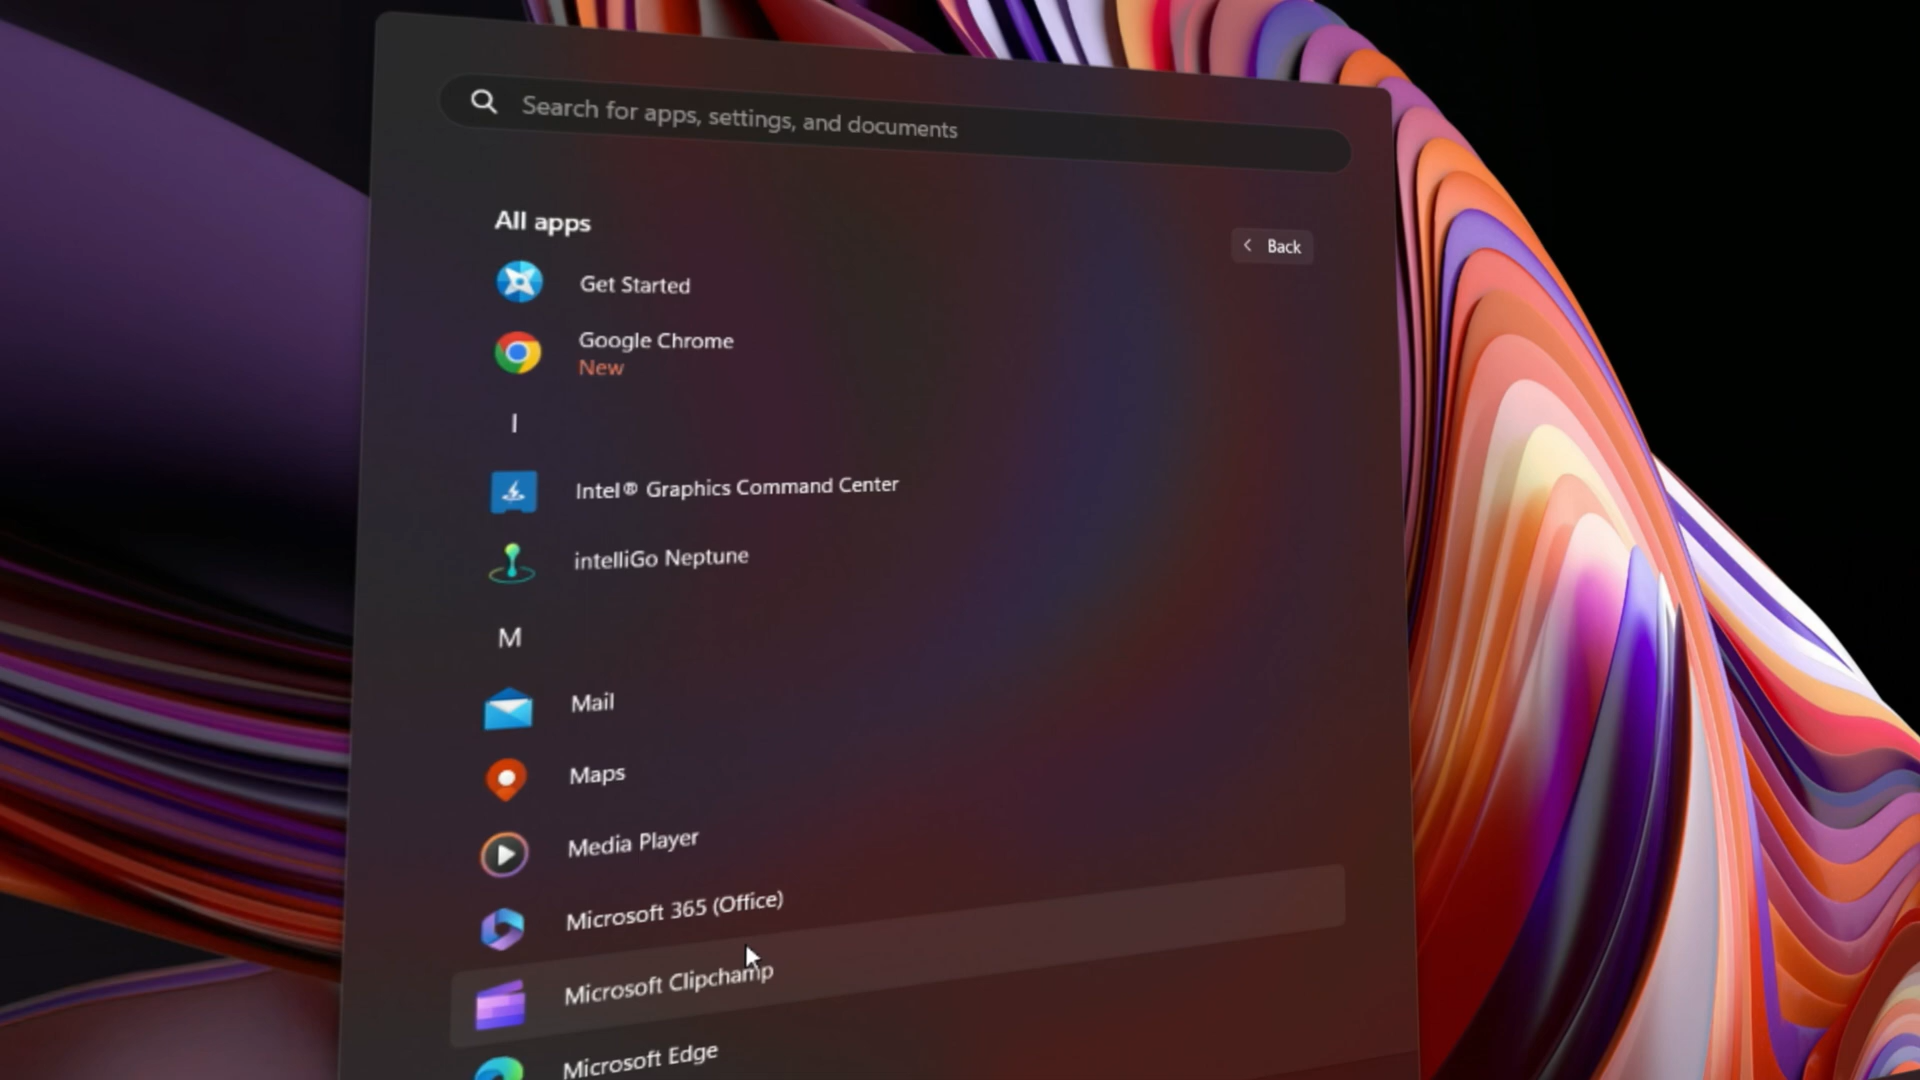 Search for apps, settings, and documents
All apps
Back
Get Started
Google Chrome
New
I
Intel® Graphics Command Center
intelliGo Neptune
M
Mail
Maps
Media Player
Microsoft 365 (Office)
Microsoft Clipchamp
Microsoft Edge